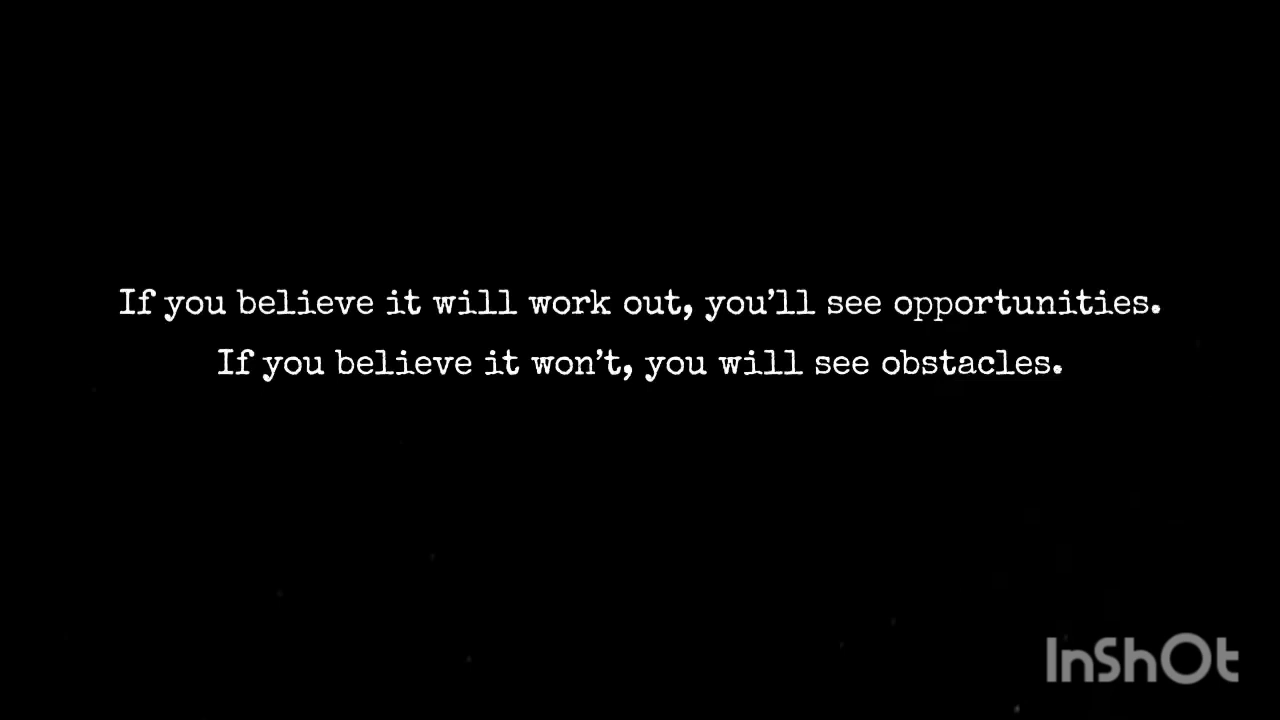 If you believe it will work out, you’ll see opportunities.
If you believe it won’t, you will see obstacles.
InShOt